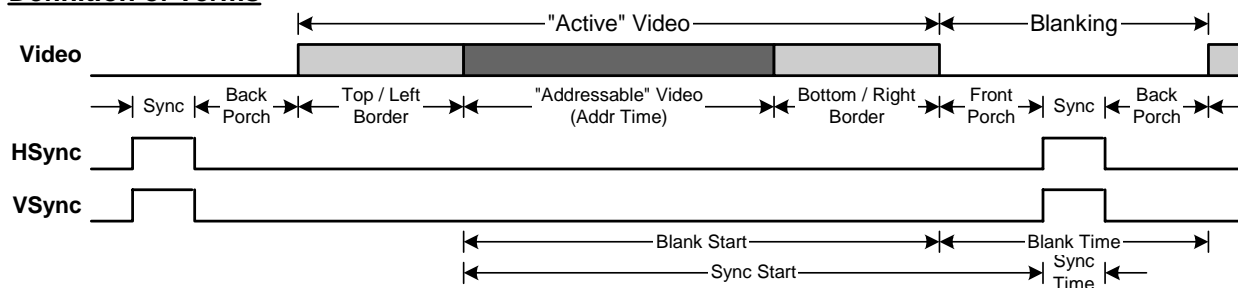 Definition of Terms
"Active" Video
Blanking
Video
Sync
Back
Porch
Top / Left
Border
"Addressable" Video
(Addr Time)
Bottom / Right
Border
Front
Porch
Sync
Back
Porch
HSync
VSync
Blank Start
Blank Time
Sync Start
Sync
Time